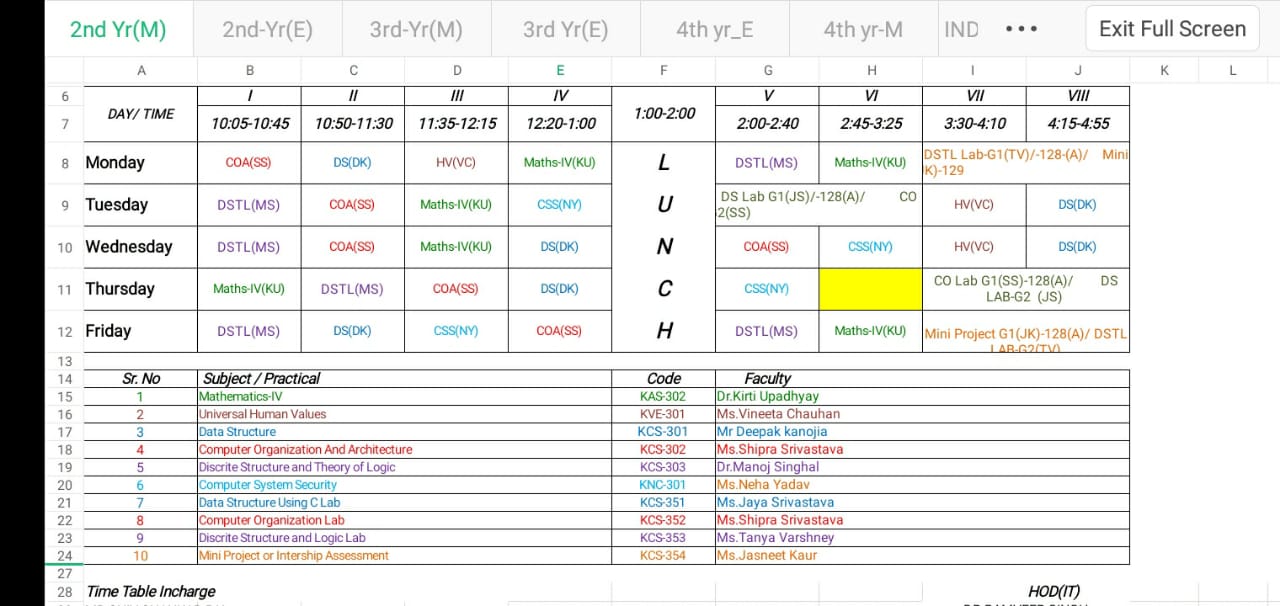 2nd Yr(M) 2nd-Yr(E) 3rd-Yr(M) 3rd Yr(E) 4th yr_E 4th yr-M IND ••• Exit Full Screen
A B C D E F G H I J K L
6 I II III IV V VI VII VIII
7 DAY/ TIME 10:05-10:45 10:50-11:30 11:35-12:15 12:20-1:00 1:00-2:00 2:00-2:40 2:45-3:25 3:30-4:10 4:15-4:55
8 Monday COA(SS) DS(DK) HV(VC) Maths-IV(KU) L DSTL(MS) Maths-IV(KU) DSTL Lab-G1(TV)/-128-(A)/ Mini
K)-129
9 Tuesday DSTL(MS) COA(SS) Maths-IV(KU) CSS(NY) U DS Lab G1(JS)/-128(A)/ CO HV(VC) DS(DK)
2(SS)
10 Wednesday DSTL(MS) COA(SS) Maths-IV(KU) DS(DK) N COA(SS) CSS(NY) HV(VC) DS(DK)
11 Thursday Maths-IV(KU) DSTL(MS) COA(SS) DS(DK) C CSS(NY) CO Lab G1(SS)-128(A)/ DS
LAB-G2 (JS)
12 Friday DSTL(MS) DS(DK) CSS(NY) COA(SS) H DSTL(MS) Maths-IV(KU) Mini Project G1(JK)-128(A)/ DSTL
LAB-G2(TV)
13
14 Sr. No Subject / Practical Code Faculty
15 1 Mathematics-IV KAS-302 Dr.Kirti Upadhyay
16 2 Universal Human Values KVE-301 Ms.Vineeta Chauhan
17 3 Data Structure KCS-301 Mr Deepak kanojia
18 4 Computer Organization And Architecture KCS-302 Ms.Shipra Srivastava
19 5 Discrite Structure and Theory of Logic KCS-303 Dr.Manoj Singhal
20 6 Computer System Security KNC-301 Ms.Neha Yadav
21 7 Data Structure Using C Lab KCS-351 Ms.Jaya Srivastava
22 8 Computer Organization Lab KCS-352 Ms.Shipra Srivastava
23 9 Discrite Structure and Logic Lab KCS-353 Ms.Tanya Varshney
24 10 Mini Project or Intership Assessment KCS-354 Ms.Jasneet Kaur
27
28 Time Table Incharge HOD(IT)